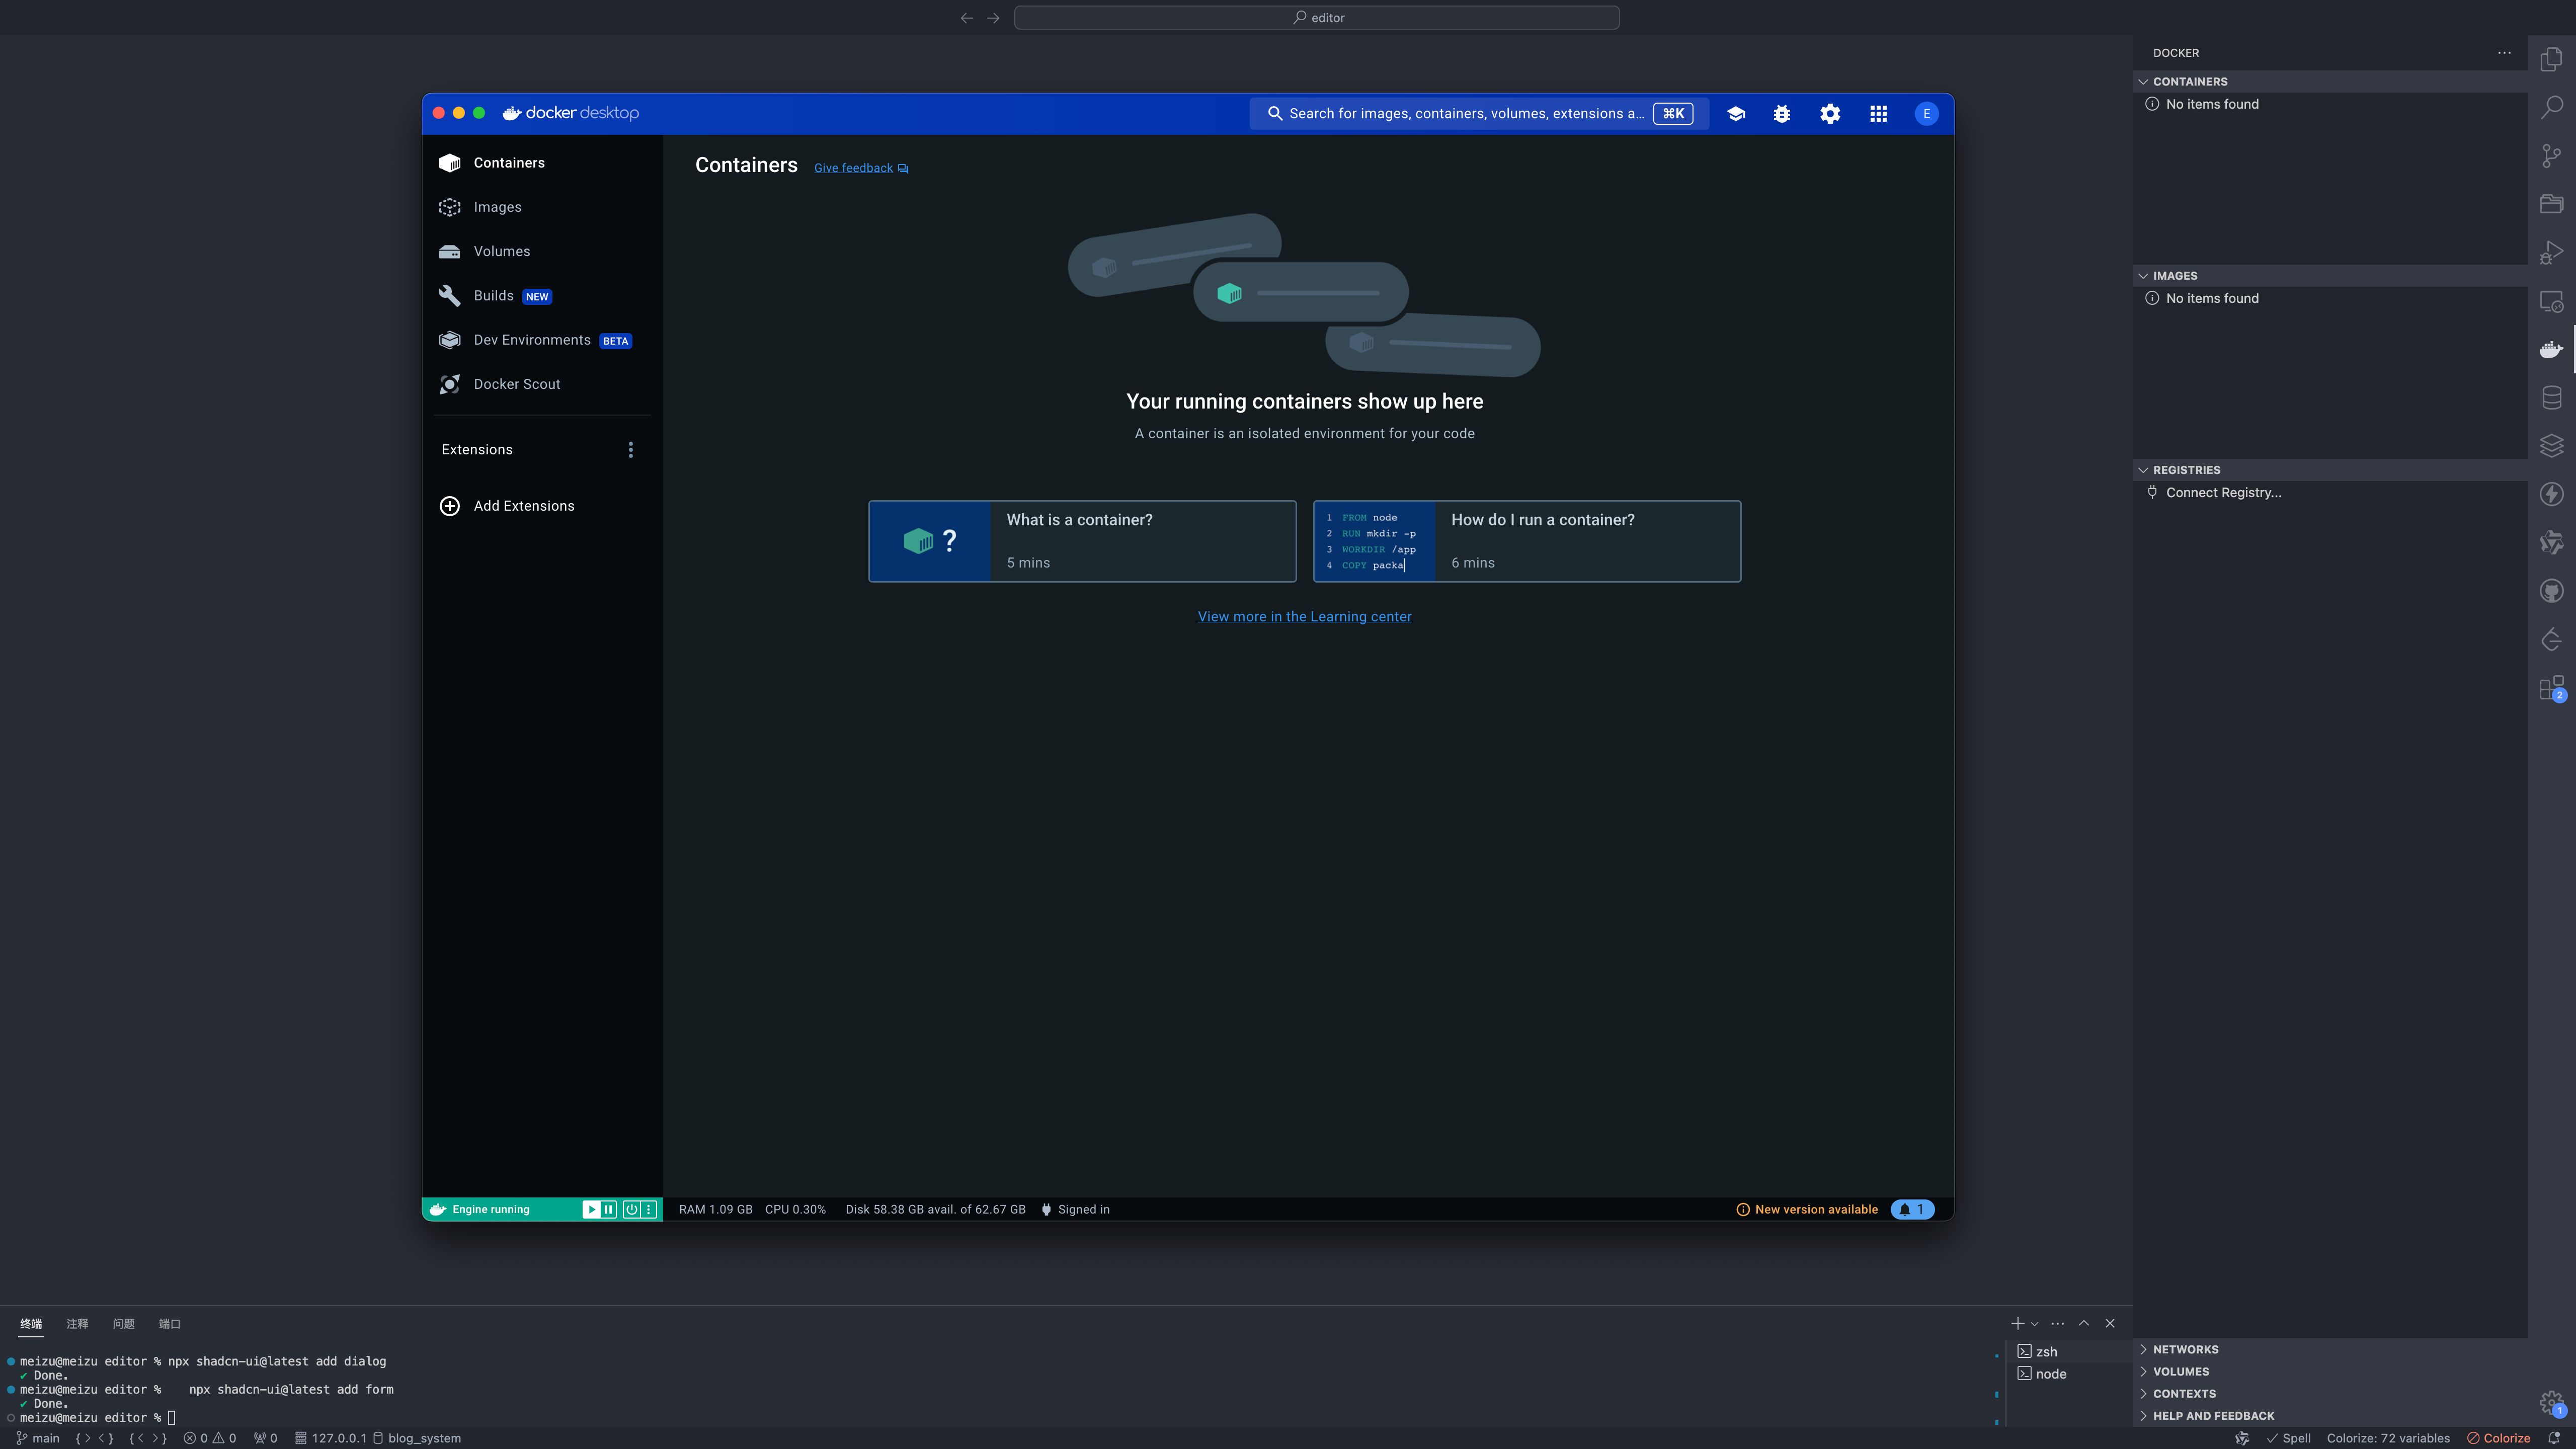 editor
docker desktop
Search for images, containers, volumes, extensions a... ⌘K
E
Containers
Images
Volumes
Builds NEW
Dev Environments BETA
Docker Scout
Extensions
Add Extensions
Containers Give feedback
Your running containers show up here
A container is an isolated environment for your code
?
What is a container?
5 mins
1 FROM node
2 RUN mkdir -p
3 WORKDIR /app
4 COPY packa
How do I run a container?
6 mins
View more in the Learning center
Engine running
RAM 1.09 GB CPU 0.30% Disk 58.38 GB avail. of 62.67 GB Signed in
New version available 1
DOCKER
CONTAINERS
No items found
IMAGES
No items found
REGISTRIES
Connect Registry...
2
NETWORKS
VOLUMES
CONTEXTS
HELP AND FEEDBACK
1
终端 注释 问题 端口
meizu@meizu editor % npx shadcn-ui@latest add dialog
✔ Done.
meizu@meizu editor % npx shadcn-ui@latest add form
✔ Done.
meizu@meizu editor %
zsh
node
main {> <} {< >} 0 0 0 127.0.0.1 blog_system
Spell Colorize: 72 variables Colorize